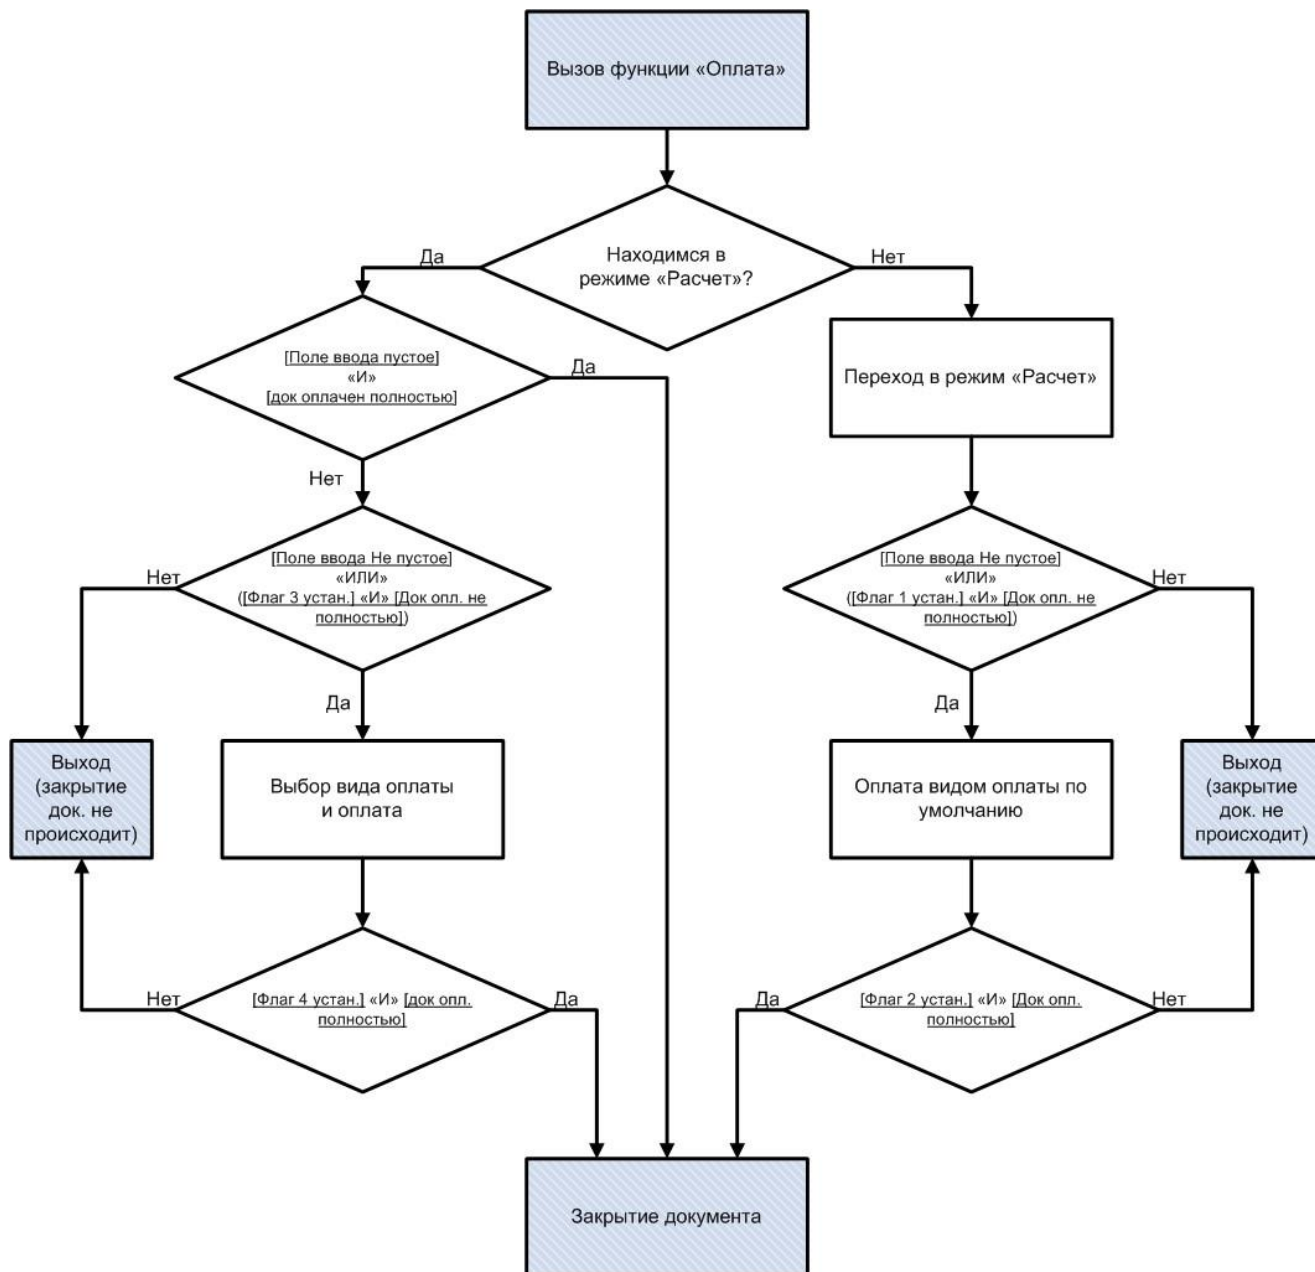 Вызов функции «Оплата»
Находимся в
режиме «Расчет»?
Да
Нет
[Поле ввода пустое]
«И»
[док оплачен полностью]
Да
Переход в режим «Расчет»
Нет
[Поле ввода Не пустое]
«ИЛИ»
([Флаг 3 устан.] «И» [Док опл. не
полностью])
Нет
Да
[Поле ввода Не пустое]
«ИЛИ»
([Флаг 1 устан.] «И» [Док опл. не
полностью])
Нет
Да
Выход
(закрытие
док. не
происходит)
Выбор вида оплаты
и оплата
Оплата видом оплаты по
умолчанию
Выход
(закрытие
док. не
происходит)
Нет
[Флаг 4 устан.] «И» [док опл.
полностью]
Да
Да
[Флаг 2 устан.] «И» [Док опл.
полностью]
Нет
Закрытие документа